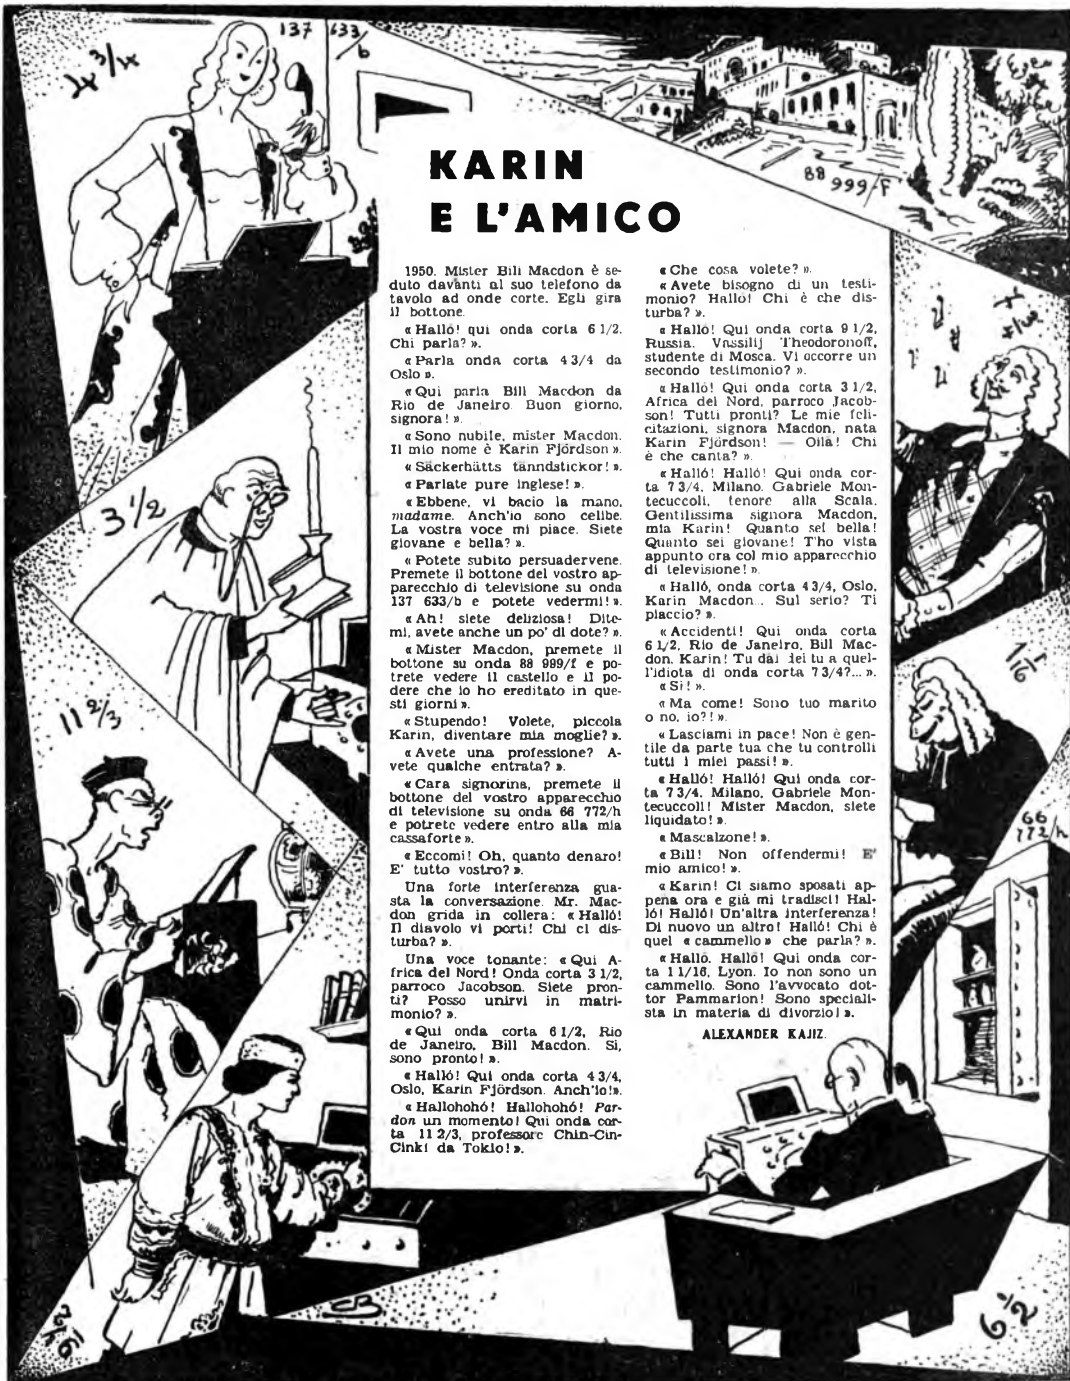 137 633/b
4 3/4
88 999-F
KARIN
E L'AMICO
1950. Mister Bill Macdon è se-
duto davanti al suo telefono da
tavolo ad onde corte. Egli gira
il bottone.
« Halló! qui onda corta 6 1/2.
Chi parla? ».
« Parla onda corta 4 3/4 da
Oslo ».
« Qui parla Bill Macdon da
Rio de Janeiro. Buon giorno,
signora! ».
« Sono nubile, mister Macdon.
Il mio nome è Karin Fjördson ».
« Säckerhätts tänndstickor! ».
« Parlate pure inglese! ».
« Ebbene, vi bacio la mano,
madame. Anch'io sono celibe.
La vostra voce mi piace. Siete
giovane e bella? ».
« Potete subito persuadervene.
Premete il bottone del vostro ap-
parecchio di televisione su onda
137 633/b e potete vedermi! ».
« Ah! siete deliziosa! Dite-
mi, avete anche un po' di dote? ».
« Mister Macdon, premete il
bottone su onda 88 999/f e po-
trete vedere il castello e il po-
dere che io ho ereditato in que-
sti giorni ».
« Stupendo! Volete, piccola
Karin, diventare mia moglie? ».
« Avete una professione? A-
vete qualche entrata? ».
« Cara signorina, premete il
bottone del vostro apparecchio
di televisione su onda 66 772/h
e potrete vedere entro alla mia
cassaforte ».
« Eccomi! Oh, quanto denaro!
E' tutto vostro? ».
Una forte interferenza gua-
sta la conversazione. Mr. Mac-
don grida in collera: « Halló!
Il diavolo vi porti! Chi ci dis-
turba? ».
Una voce tonante: « Qui A-
frica del Nord! Onda corta 3 1/2,
parroco Jacobson. Siete pron-
ti? Posso unirvi in matri-
monio? ».
« Qui onda corta 6 1/2, Rio
de Janeiro, Bill Macdon. Si,
sono pronto! ».
« Halló! Qui onda corta 4 3/4,
Oslo, Karin Fjördson. Anch'io! ».
« Hallohohó! Hallohohó! Par-
don un momento! Qui onda cor-
ta 11 2/3, professore Chin-Cin-
Cinki da Tokio! ».
« Che cosa volete? ».
« Avete bisogno di un testi-
monio? Halló! Chi è che dis-
turba? ».
« Halló! Qui onda corta 9 1/2,
Russia. Vassilij Theodoronoff,
studente di Mosca. Vi occorre un
secondo testimonio? ».
« Halló! Qui onda corta 3 1/2,
Africa del Nord, parroco Jacob-
son! Tutti pronti? Le mie feli-
citazioni, signora Macdon, nata
Karin Fjördson! — Oilà! Chi
è che canta? ».
« Halló! Halló! Qui onda cor-
ta 7 3/4, Milano. Gabriele Mon-
tecuccoli, tenore alla Scala.
Gentilissima signora Macdon,
mia Karin! Quanto sei bella!
Quanto sei giovane! T'ho vista
appunto ora col mio apparecchio
di televisione! ».
« Halló, onda corta 4 3/4, Oslo,
Karin Macdon... Sul serio? Ti
piaccio? ».
« Accidenti! Qui onda corta
6 1/2, Rio de Janeiro, Bill Mac-
don. Karin! Tu dai del tu a quel-
l'idiota di onda corta 7 3/4?... ».
« Si! ».
« Ma come! Sono tuo marito
o no, io?! ».
« Lasciami in pace! Non è gen-
tile da parte tua che tu controlli
tutti i miei passi! ».
« Halló! Halló! Qui onda cor-
ta 7 3/4. Milano, Gabriele Mon-
tecuccoli! Mister Macdon, siete
liquidato! ».
« Mascalzone! ».
« Bill! Non offendermi! E'
mio amico! ».
« Karin! Ci siamo sposati ap-
pena ora e già mi tradisci! Hal-
ló! Halló! Un'altra interferenza!
Di nuovo un altro! Halló! Chi è
quel « cammello » che parla? ».
« Halló. Halló! Qui onda cor-
ta 1 1/16, Lyon. Io non sono un
cammello. Sono l'avvocato dot-
tor Pammarion! Sono speciali-
sta in materia di divorzio! ».
ALEXANDER KAJIZ.
3 1/2
11 2/3
1 1/16
66
772/h
6 1/2